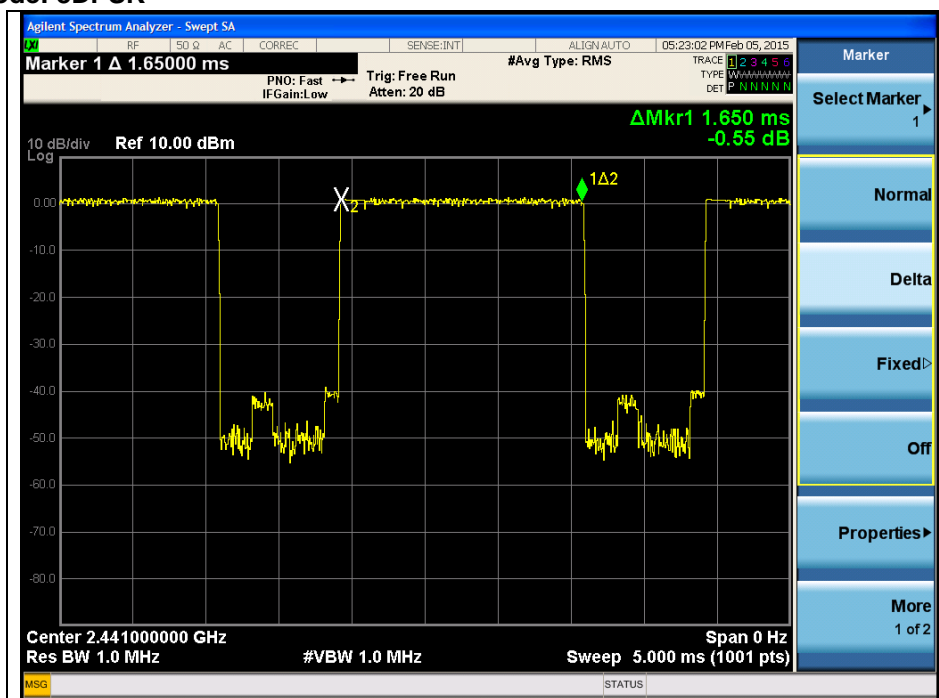 Agilent Spectrum Analyzer - Swept SA
LXI RF 50 Ω AC CORREC SENSE:INT ALIGN AUTO 05:23:02 PM Feb 05, 2015
Marker 1 Δ 1.65000 ms
PNO: Fast
IFGain:Low
Trig: Free Run
Atten: 20 dB
#Avg Type: RMS
TRACE 1 2 3 4 5 6
TYPE
DET P N N N N N
ΔMkr1 1.650 ms
-0.55 dB
10 dB/div Ref 10.00 dBm
Log
0.00
-10.0
-20.0
-30.0
-40.0
-50.0
-60.0
-70.0
-80.0
2
1Δ2
Center 2.441000000 GHz
Span 0 Hz
Res BW 1.0 MHz
#VBW 1.0 MHz
Sweep 5.000 ms (1001 pts)
MSG
STATUS
Marker
Select Marker
1
Normal
Delta
Fixed
Off
Properties
More
1 of 2